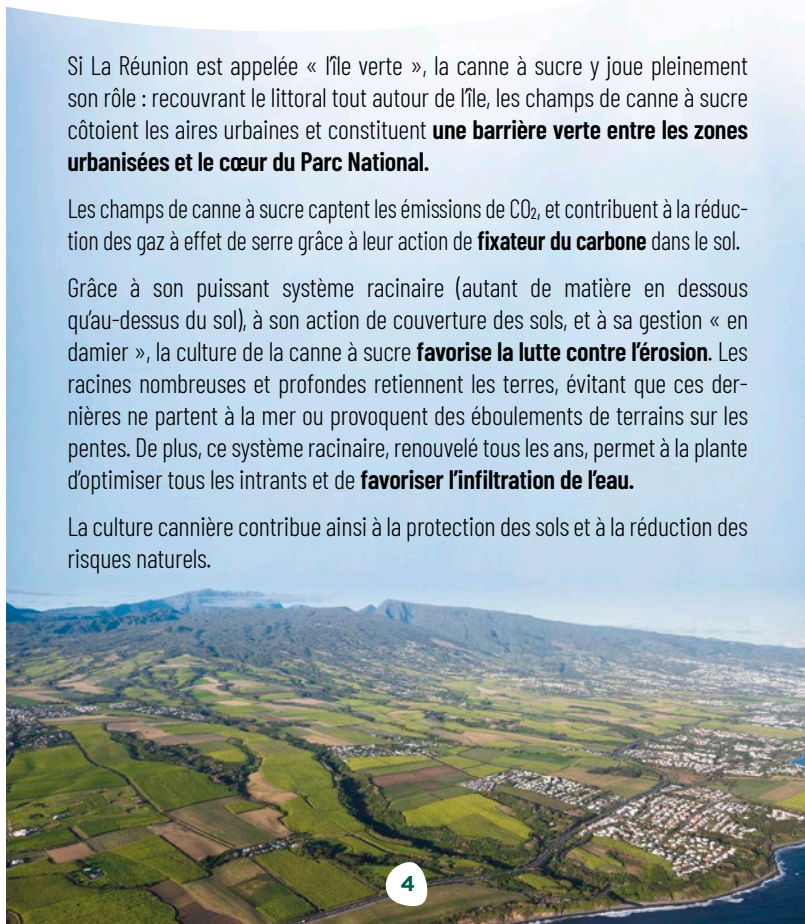 Si La Réunion est appelée « l'île verte », la canne à sucre y joue pleinement
son rôle : recouvrant le littoral tout autour de l'île, les champs de canne à sucre
côtoient les aires urbaines et constituent une barrière verte entre les zones
urbanisées et le cœur du Parc National.
Les champs de canne à sucre captent les émissions de CO₂, et contribuent à la réduc-
tion des gaz à effet de serre grâce à leur action de fixateur du carbone dans le sol.
Grâce à son puissant système racinaire (autant de matière en dessous
qu'au-dessus du sol), à son action de couverture des sols, et à sa gestion « en
damier », la culture de la canne à sucre favorise la lutte contre l'érosion. Les
racines nombreuses et profondes retiennent les terres, évitant que ces der-
nières ne partent à la mer ou provoquent des éboulements de terrains sur les
pentes. De plus, ce système racinaire, renouvelé tous les ans, permet à la plante
d'optimiser tous les intrants et de favoriser l'infiltration de l'eau.
La culture cannière contribue ainsi à la protection des sols et à la réduction des
risques naturels.
4